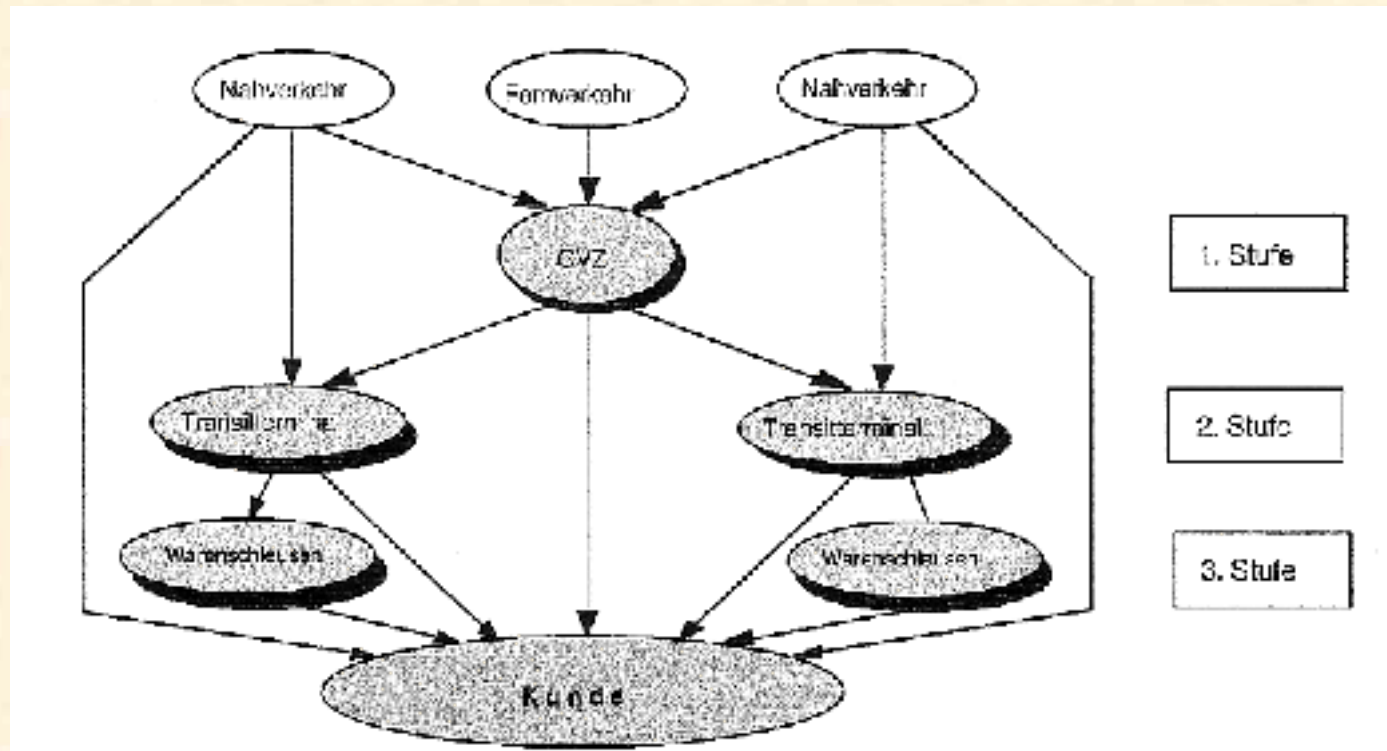 Nahverkehr
Fernverkehr
Nahverkehr
GVZ
1. Stufe
Transitterminal
Transitterminal
2. Stufe
Warenschleusen
Warenschleusen
3. Stufe
Kunde